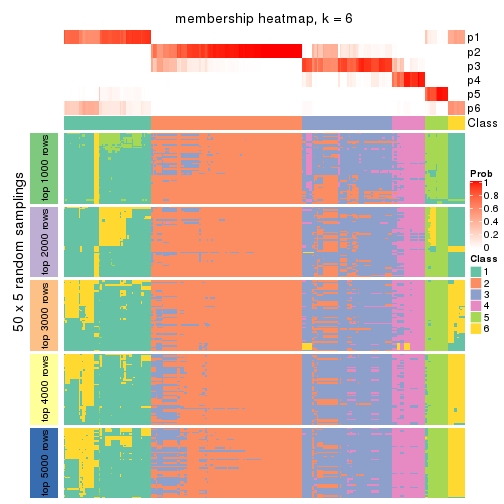 membership heatmap, k = 6
p1
p2
p3
p4
p5
p6
Class
50 x 5 random samplings
top 1000 rows
top 2000 rows
top 3000 rows
top 4000 rows
top 5000 rows
Prob
1
0.8
0.6
0.4
0.2
0
Class
1
2
3
4
5
6